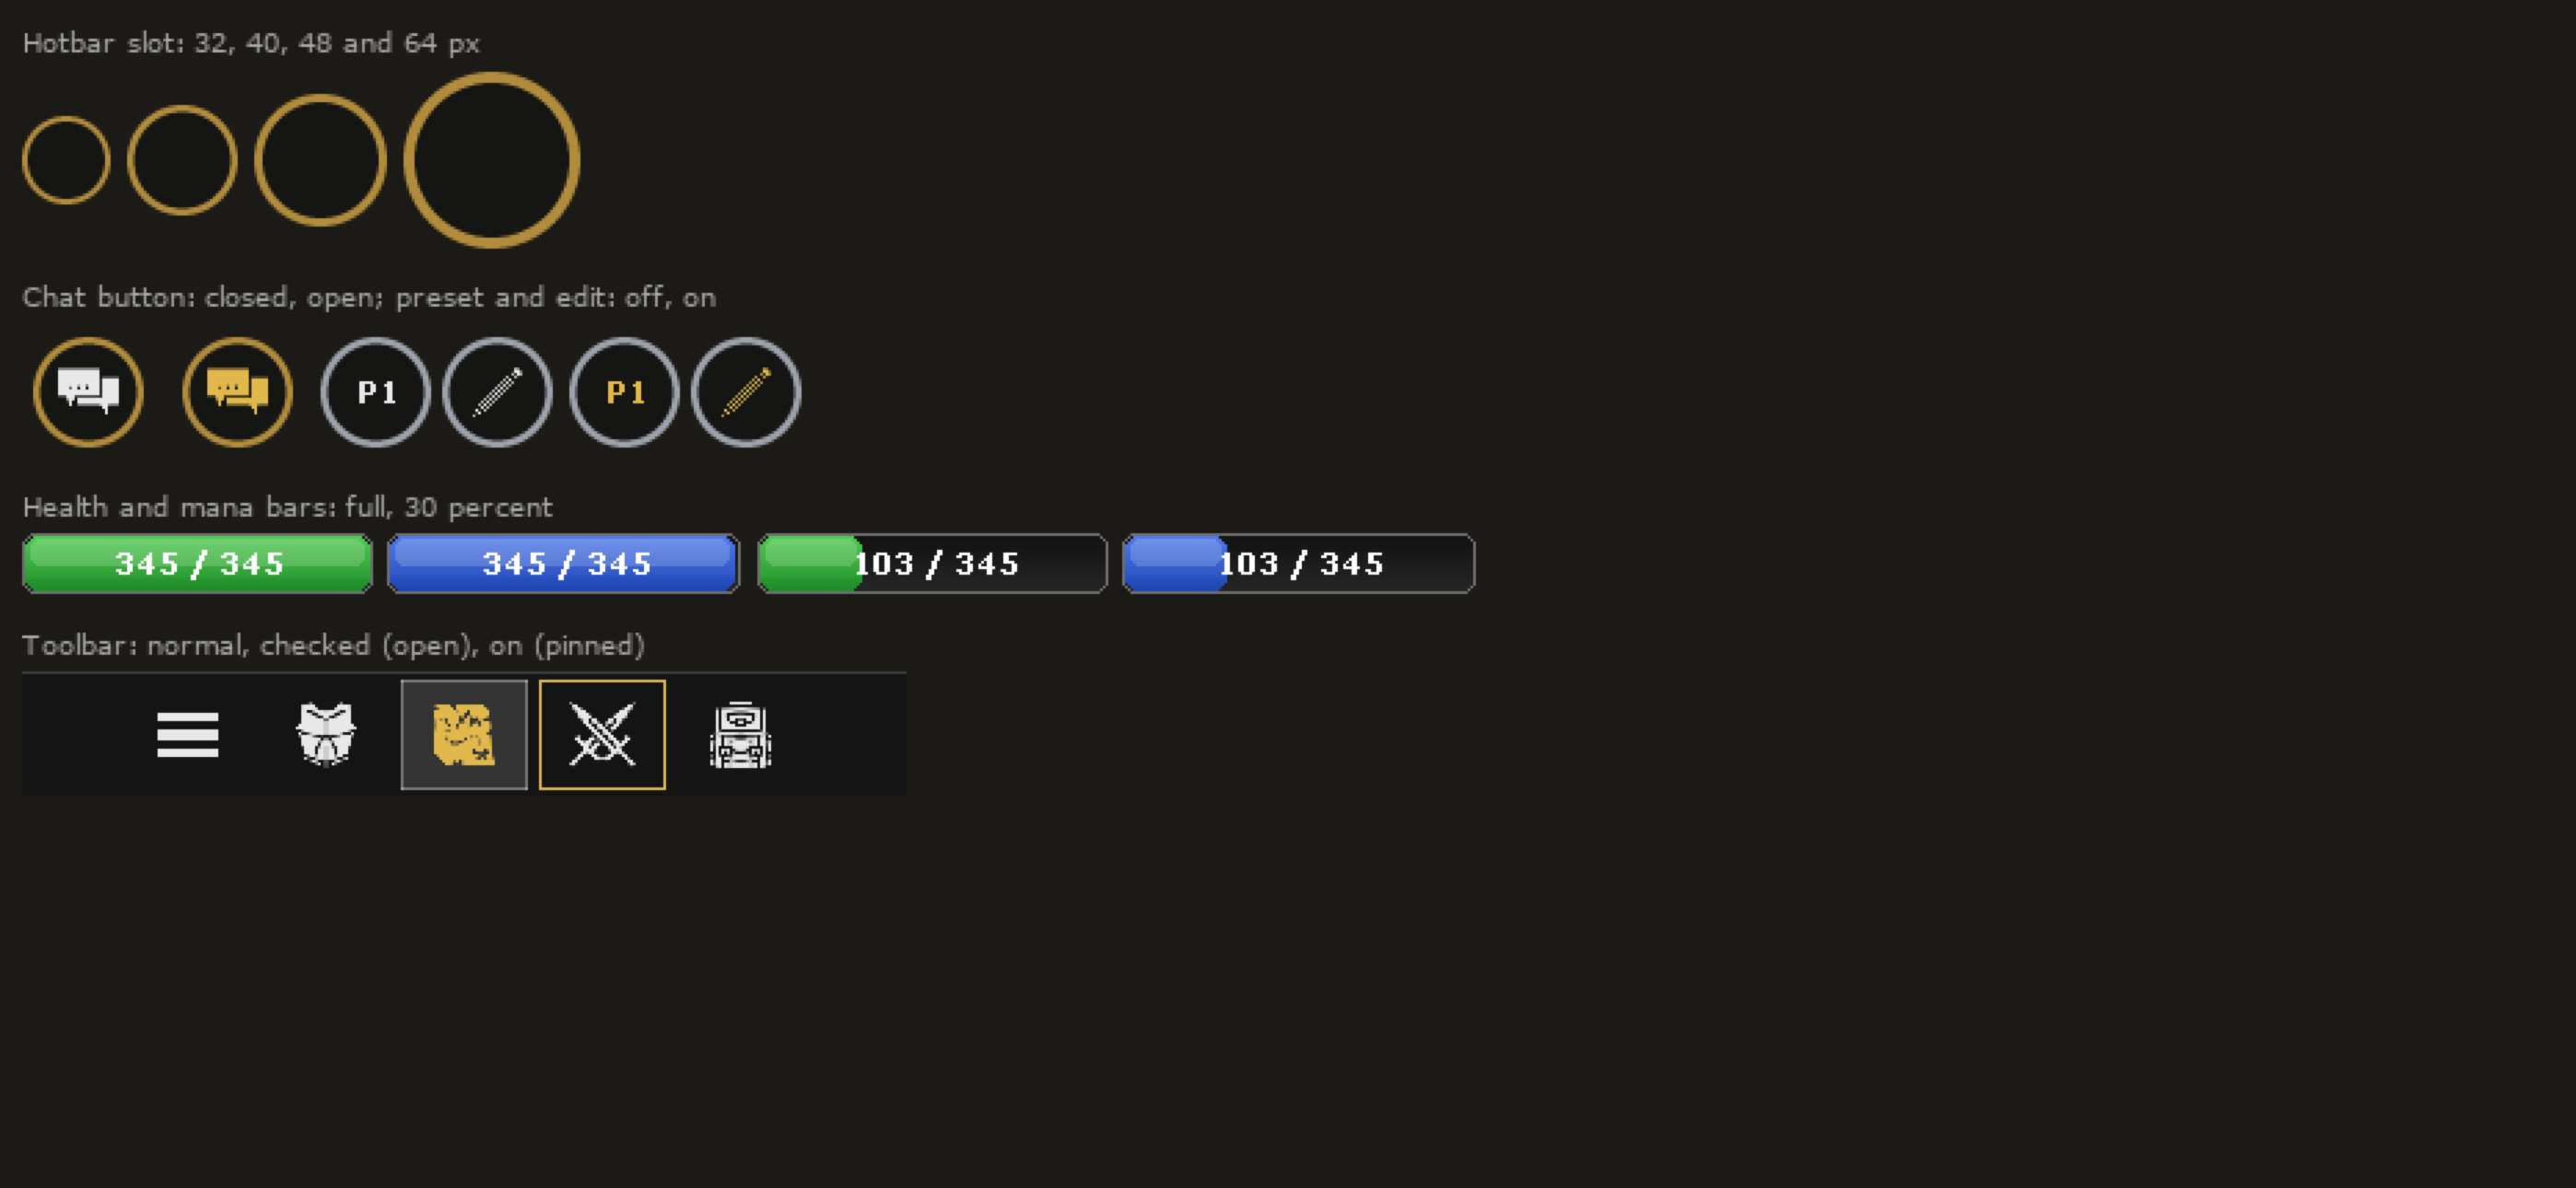 Hotbar slot: 32, 40, 48 and 64 px
Chat button: closed, open; preset and edit: off, on
P1 P1
Health and mana bars: full, 30 percent
345 / 345 345 / 345 103 / 345 103 / 345
Toolbar: normal, checked (open), on (pinned)